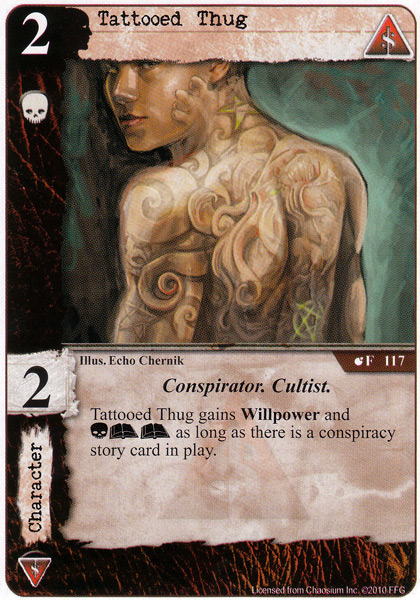 2
Tattooed Thug
Illus. Echo Chernik
F 117
2
Conspirator. Cultist.
Tattooed Thug gains Willpower and
as long as there is a conspiracy
story card in play.
Character
Licensed from Chaosium Inc. ©2010 FFG